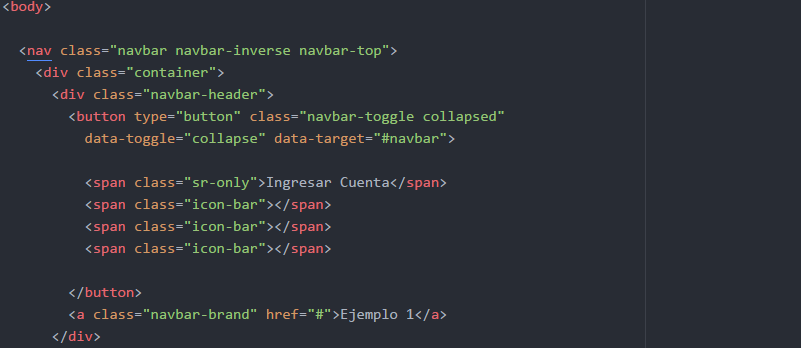 <body>
<nav class="navbar navbar-inverse navbar-top">
<div class="container">
<div class="navbar-header">
<button type="button" class="navbar-toggle collapsed"
data-toggle="collapse" data-target="#navbar">
<span class="sr-only">Ingresar Cuenta</span>
<span class="icon-bar"></span>
<span class="icon-bar"></span>
<span class="icon-bar"></span>
</button>
<a class="navbar-brand" href="#">Ejemplo 1</a>
</div>